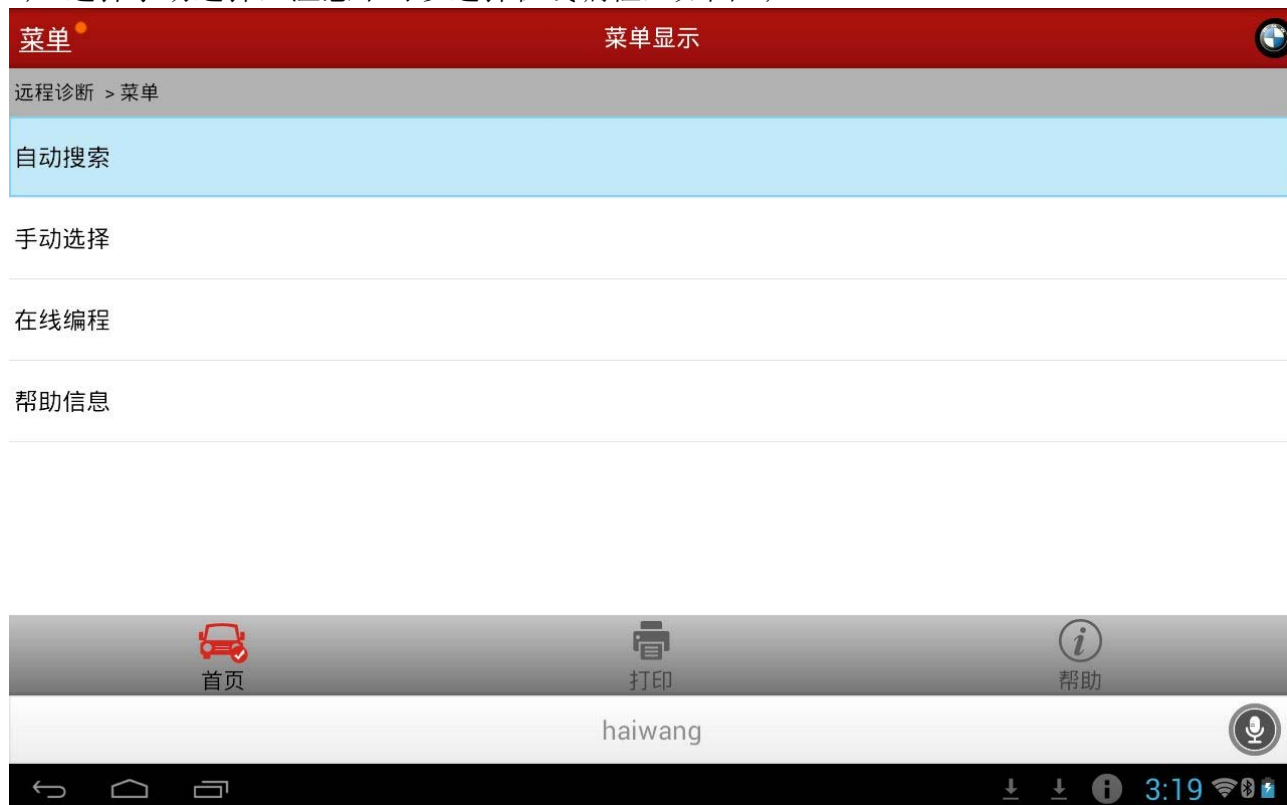 菜单
菜单显示
远程诊断 >菜单
自动搜索
手动选择
在线编程
帮助信息
首页
打印
帮助
haiwang
3:19